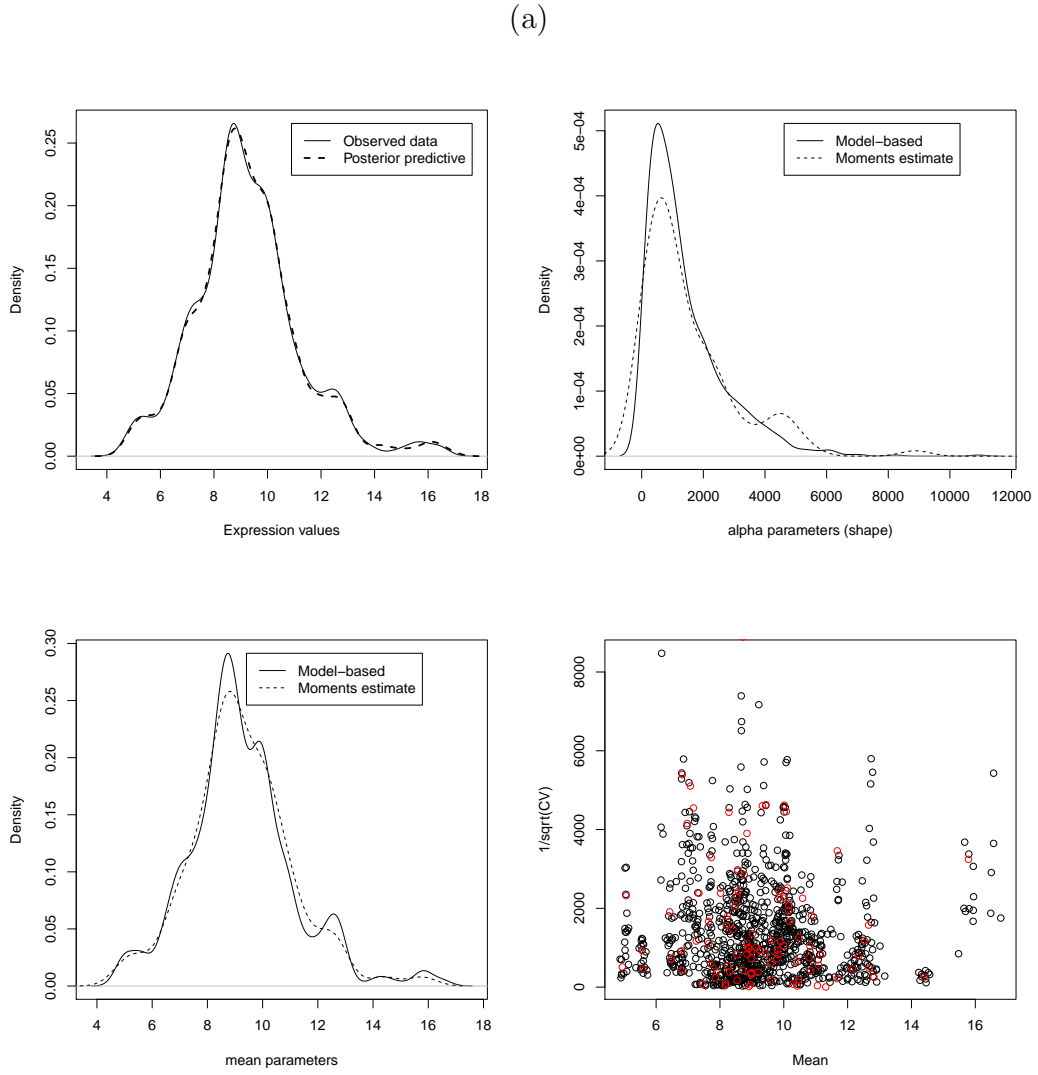 (a)
Observed data
Posterior predictive
Density
0.00
0.05
0.10
0.15
0.20
0.25
4 6 8 10 12 14 16 18
Expression values
Model−based
Moments estimate
Density
0e+00
1e−04
2e−04
3e−04
4e−04
5e−04
0 2000 4000 6000 8000 10000 12000
alpha parameters (shape)
Model−based
Moments estimate
Density
0.00
0.05
0.10
0.15
0.20
0.25
0.30
4 6 8 10 12 14 16 18
mean parameters
1/sqrt(CV)
0
2000
4000
6000
8000
6 8 10 12 14 16
Mean